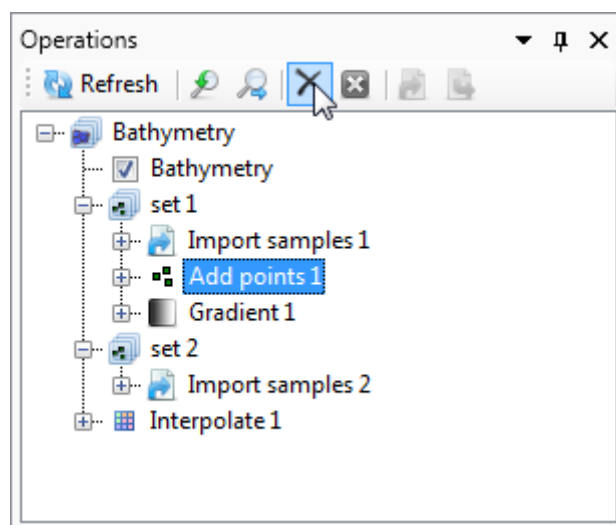 Operations
Refresh
Bathymetry
Bathymetry
set 1
Import samples 1
Add points 1
Gradient 1
set 2
Import samples 2
Interpolate 1